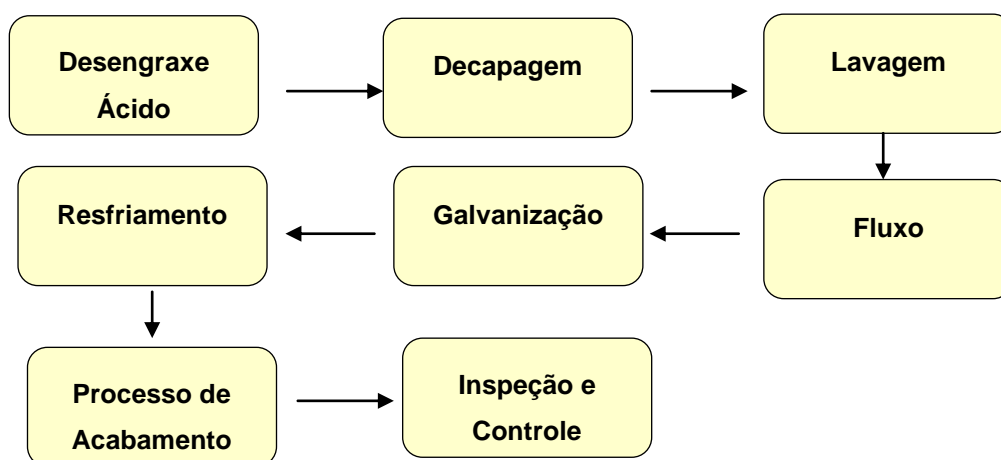 Desengraxe
Ácido
Decapagem
Lavagem
Fluxo
Galvanização
Resfriamento
Processo de
Acabamento
Inspeção e
Controle